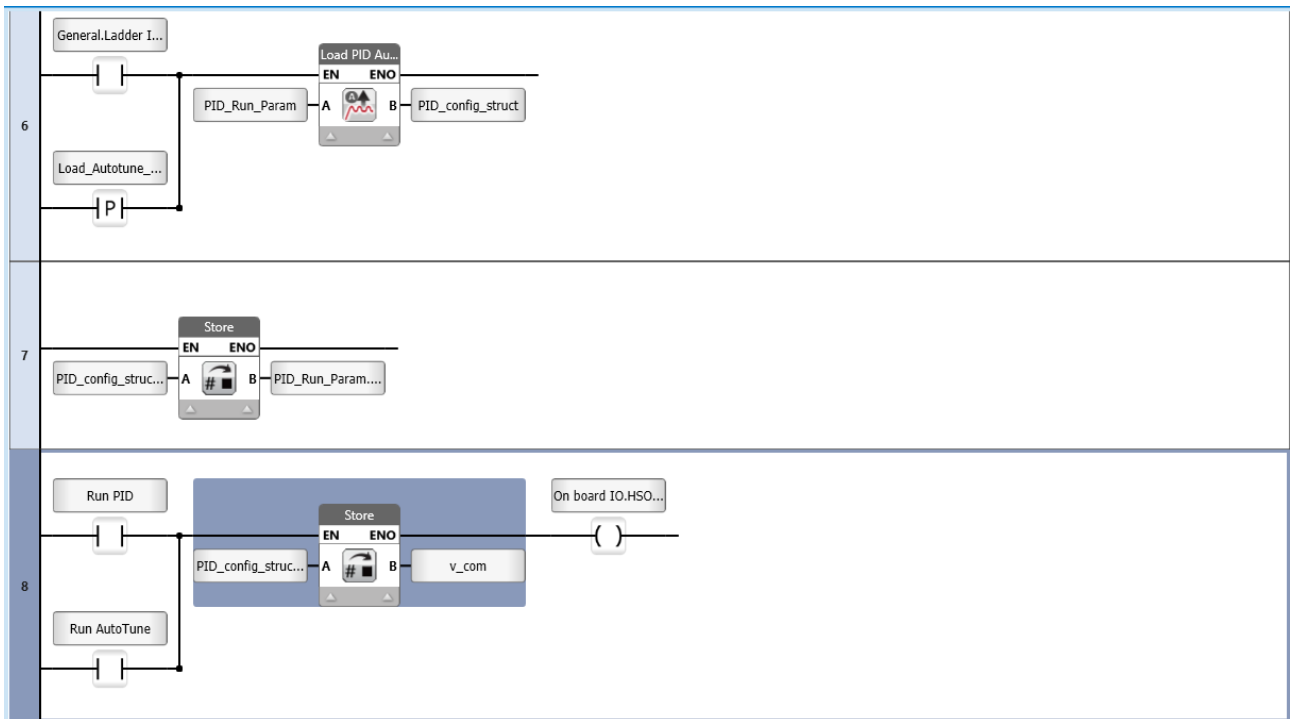 General.Ladder I...
Load PID Au...
EN ENO
PID_Run_Param A B PID_config_struct
6
Load_Autotune_...
P
Store
EN ENO
7
PID_config_struc... A # B PID_Run_Param....
Run PID
On board IO.HSO...
Store
EN ENO
PID_config_struc... A # B v_com
8
Run AutoTune